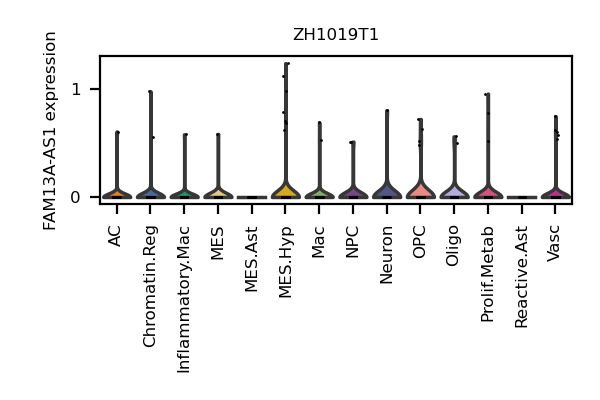 ZH1019T1
FAM13A-AS1 expression
1
0
AC
Chromatin.Reg
Inflammatory.Mac
MES
MES.Ast
MES.Hyp
Mac
NPC
Neuron
OPC
Oligo
Prolif.Metab
Reactive.Ast
Vasc